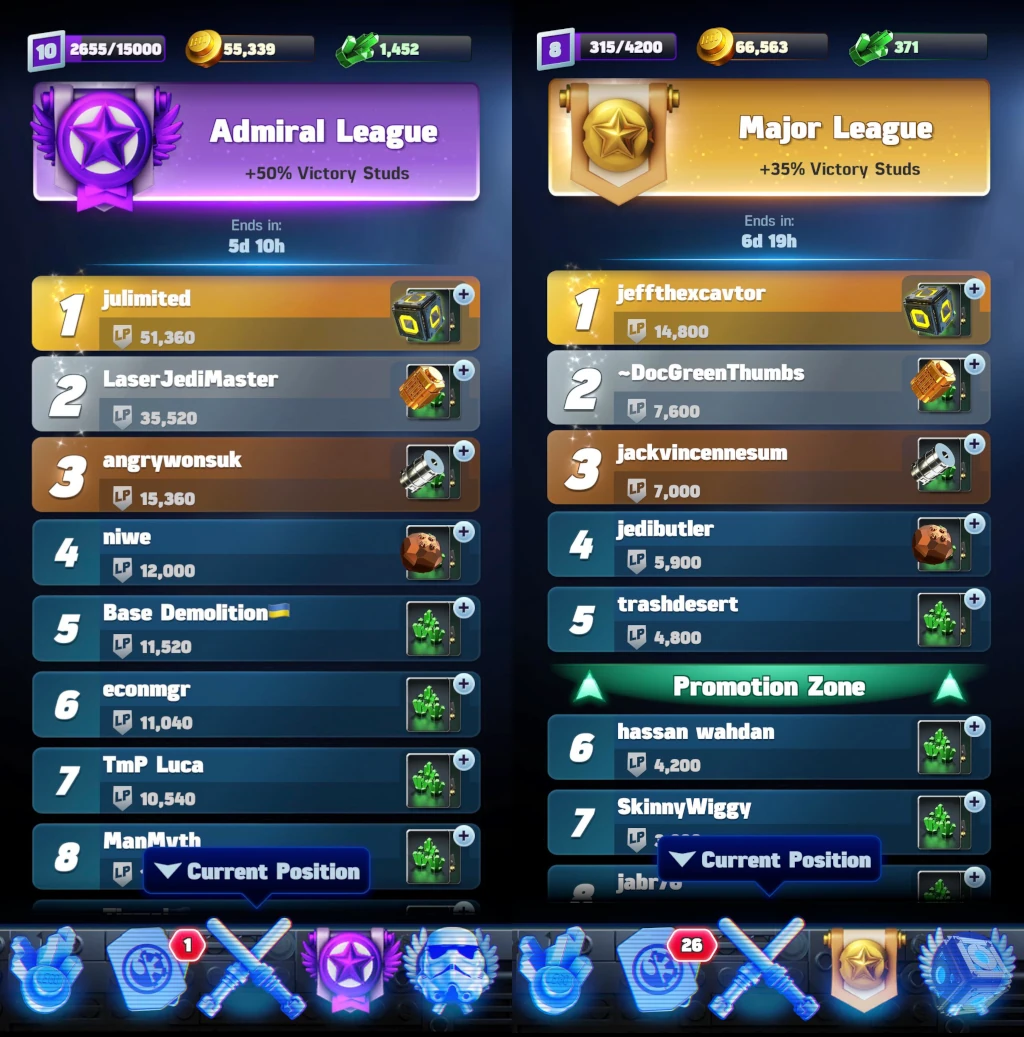 10 2655/15000 55,339 1,452
Admiral League
+50% Victory Studs
Ends in:
5d 10h
1 julimited
LP 51,360
2 LaserJediMaster
LP 35,520
3 angrywonsuk
LP 15,360
4 niwe
LP 12,000
5 Base Demolition🇺🇦
LP 11,520
6 econmgr
LP 11,040
7 TmP Luca
LP 10,540
8 ManMyth
LP
Current Position
1
8 315/4200 66,563 371
Major League
+35% Victory Studs
Ends in:
6d 19h
1 jeffthexcavtor
LP 14,800
2 ~DocGreenThumbs
LP 7,600
3 jackvincennesum
LP 7,000
4 jedibutler
LP 5,900
5 trashdesert
LP 4,800
Promotion Zone
6 hassan wahdan
LP 4,200
7 SkinnyWiggy
LP
Current Position
8
26